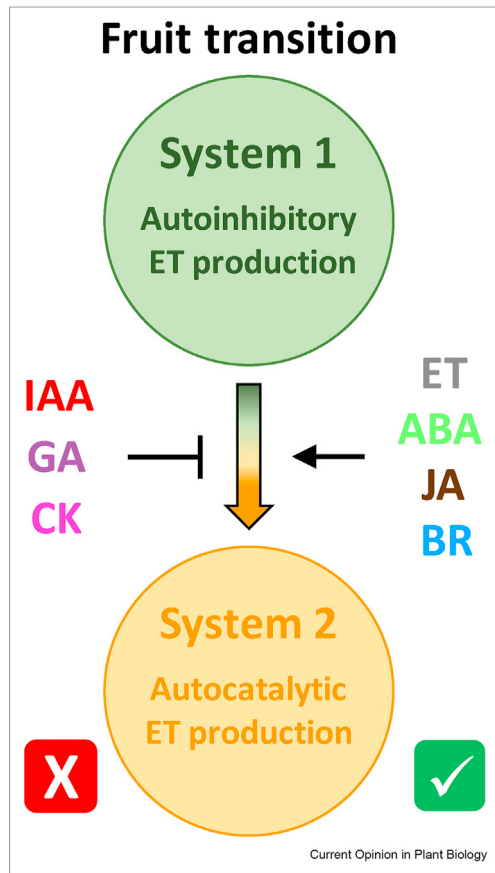 Fruit transition
System 1
Autoinhibitory
ET production
IAA
GA
CK
ET
ABA
JA
BR
System 2
Autocatalytic
ET production
X
✓
Current Opinion in Plant Biology